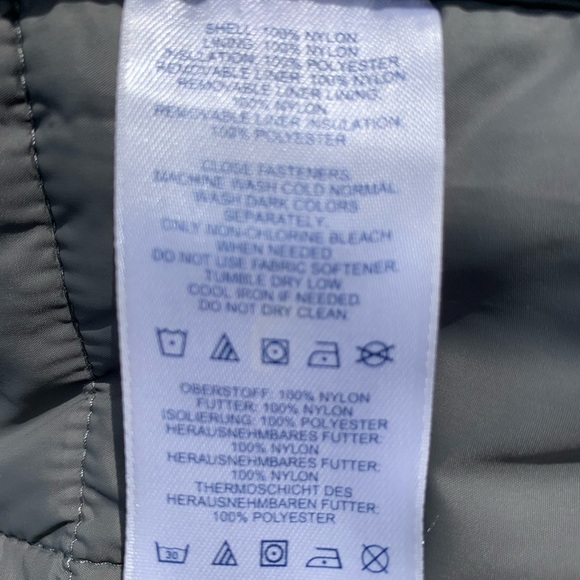 SHELL: 100% NYLON
LINING: 100% NYLON
INSULATION: 100% POLYESTER
REMOVABLE LINER: 100% NYLON
REMOVABLE LINER LINING:
100% NYLON
REMOVABLE LINER INSULATION:
100% POLYESTER
CLOSE FASTENERS.
MACHINE WASH COLD NORMAL.
WASH DARK COLORS
SEPARATELY.
ONLY NON-CHLORINE BLEACH
WHEN NEEDED
DO NOT USE FABRIC SOFTENER.
TUMBLE DRY LOW.
COOL IRON IF NEEDED.
DO NOT DRY CLEAN.
OBERSTOFF: 100% NYLON
FUTTER: 100% NYLON
ISOLIERUNG: 100% POLYESTER
HERAUSNEHMBARES FUTTER:
100% NYLON
HERAUSNEHMBARES FUTTER:
100% NYLON
THERMOSCHICHT DES
HERAUSNEHMBAREN FUTTER:
100% POLYESTER
30